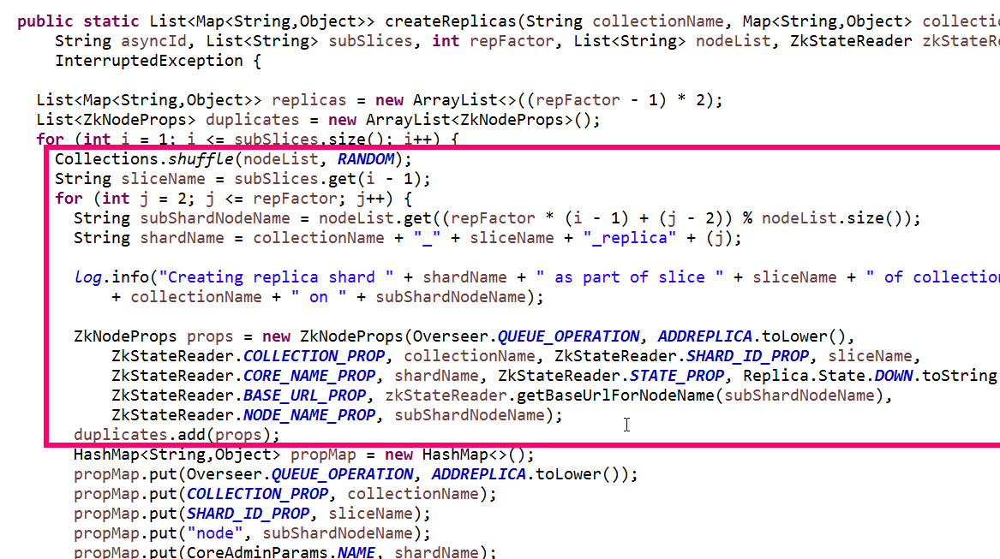 public static List<Map<String,Object>> createReplicas(String collectionName, Map<String,Object> collectio
String asyncId, List<String> subSlices, int repFactor, List<String> nodeList, ZkStateReader zkStateRe
InterruptedException {
List<Map<String,Object>> replicas = new ArrayList<>((repFactor - 1) * 2);
List<ZkNodeProps> duplicates = new ArrayList<ZkNodeProps>();
for (int i = 1; i <= subSlices.size(); i++) {
Collections.shuffle(nodeList, RANDOM);
String sliceName = subSlices.get(i - 1);
for (int j = 2; j <= repFactor; j++) {
String subShardNodeName = nodeList.get((repFactor * (i - 1) + (j - 2)) % nodeList.size());
String shardName = collectionName + "_" + sliceName + "_replica" + (j);
log.info("Creating replica shard " + shardName + " as part of slice " + sliceName + " of collection
+ collectionName + " on " + subShardNodeName);
ZkNodeProps props = new ZkNodeProps(Overseer.QUEUE_OPERATION, ADDREPLICA.toLower(),
ZkStateReader.COLLECTION_PROP, collectionName, ZkStateReader.SHARD_ID_PROP, sliceName,
ZkStateReader.CORE_NAME_PROP, shardName, ZkStateReader.STATE_PROP, Replica.State.DOWN.toString
ZkStateReader.BASE_URL_PROP, zkStateReader.getBaseUrlForNodeName(subShardNodeName),
ZkStateReader.NODE_NAME_PROP, subShardNodeName);
duplicates.add(props);
HashMap<String,Object> propMap = new HashMap<>();
propMap.put(Overseer.QUEUE_OPERATION, ADDREPLICA.toLower());
propMap.put(COLLECTION_PROP, collectionName);
propMap.put(SHARD_ID_PROP, sliceName);
propMap.put("node", subShardNodeName);
propMap.put(CoreAdminParams.NAME, shardName);